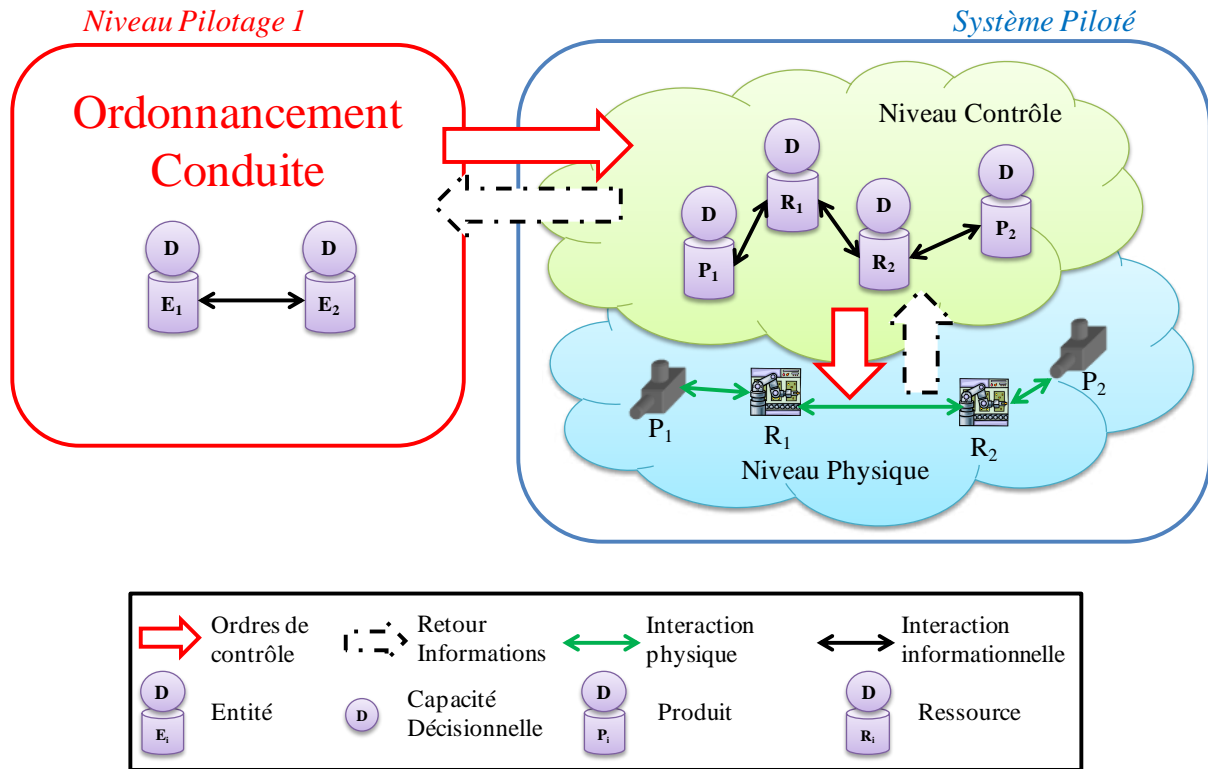 Niveau Pilotage 1
Système Piloté
Ordonnancement
Conduite
D
E1
D
E2
Niveau Contrôle
D
P1
D
R1
D
R2
D
P2
P1
R1
R2
P2
Niveau Physique
Ordres de
contrôle
Retour
Informations
Interaction
physique
Interaction
informationnelle
D
Ei
Entité
D
Capacité
Décisionnelle
D
Pi
Produit
D
Ri
Ressource